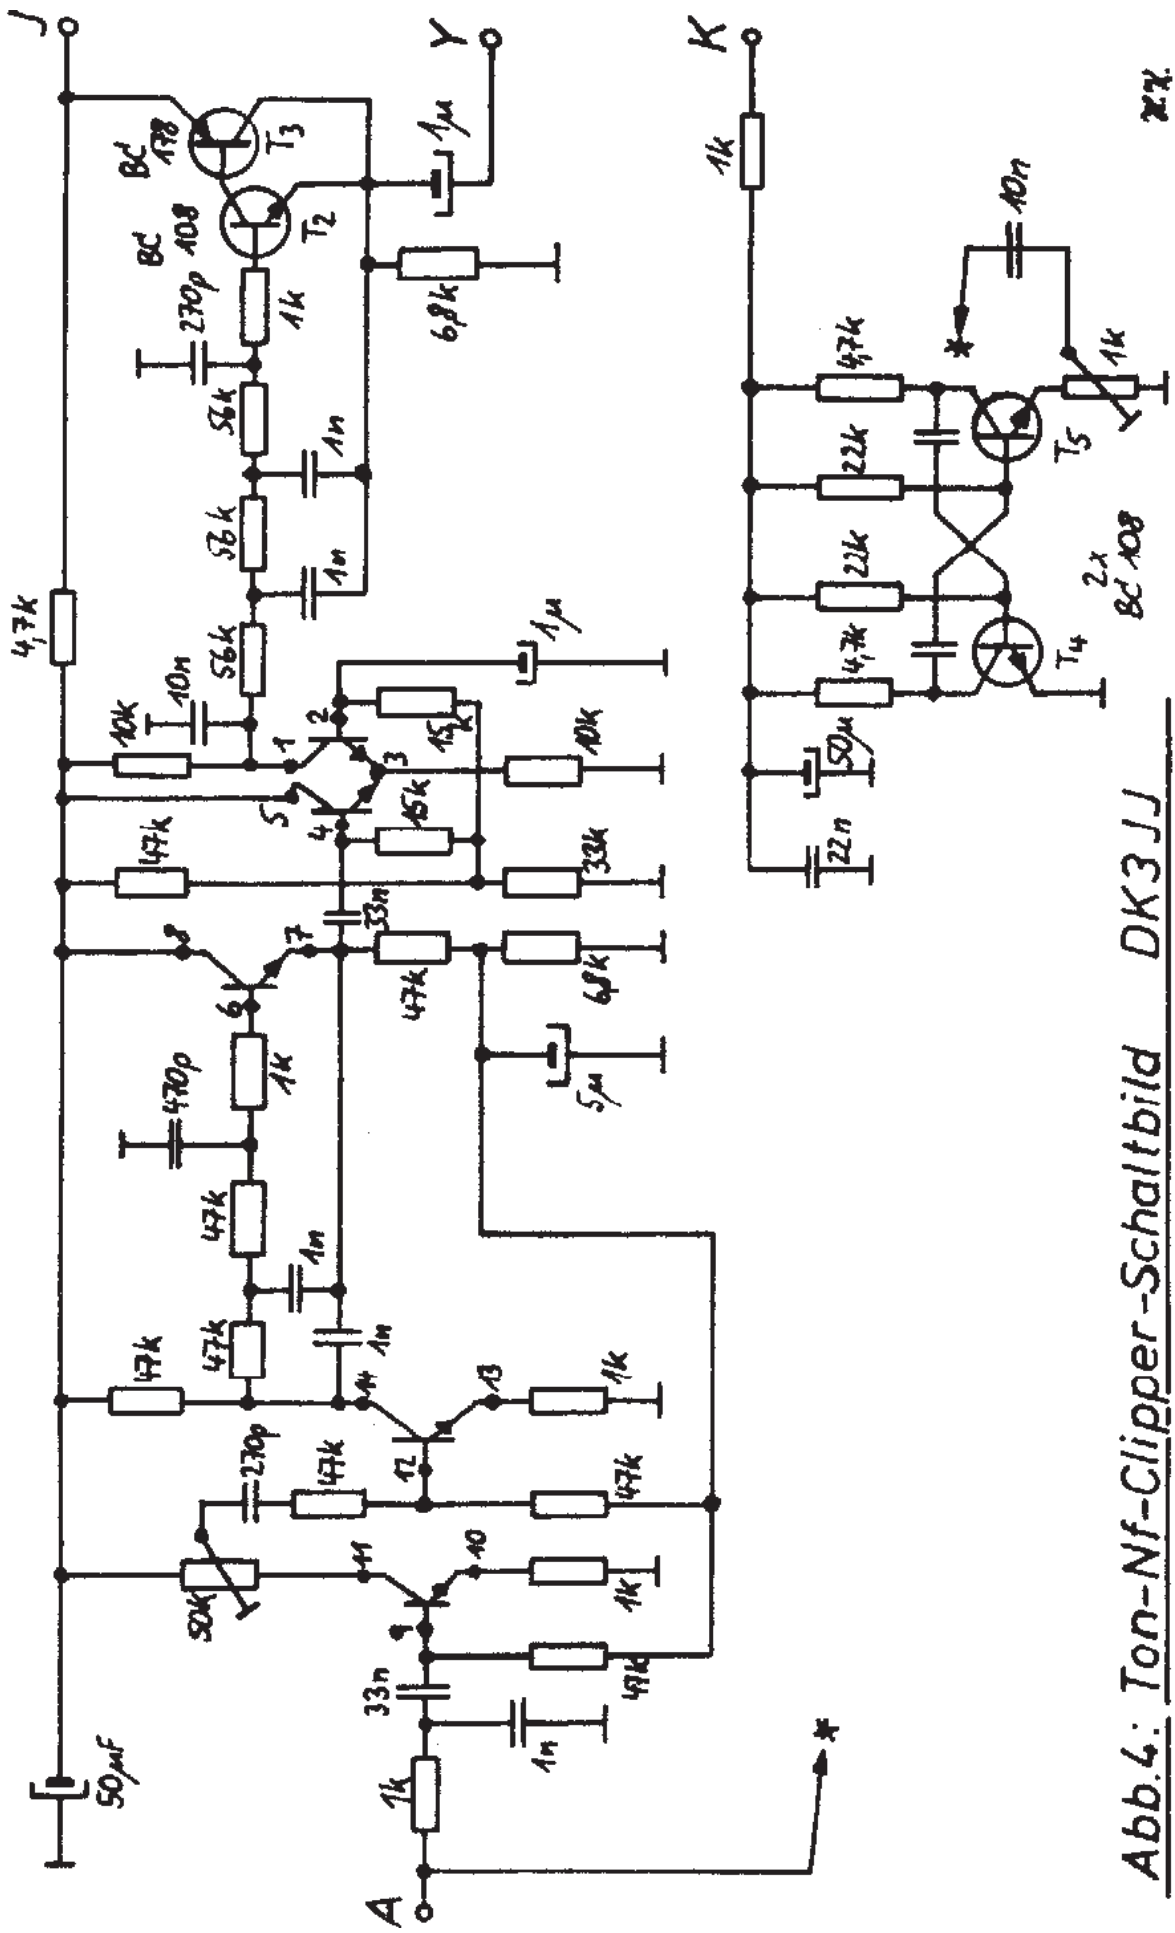 A
1k
1n
33n
9
47k
10
1k
11
50k
50µF
270p
47k
12
47k
13
1k
14
47k
47k
1n
1n
47k
470p
1k
6
8
7
33n
47k
6,8k
5µ
47k
4
5
15k
33k
3
10k
1
2
15k
1µ
10k
10n
4,7k
56k
1n
56k
1n
56k
270p
1k
BC
108
T2
BC
178
T3
6,8k
1µ
J
Y
*
22n
50µ
4,7k
22k
22k
4,7k
T4
T5
2x
BC 108
1k
10n
*
1k
K
Abb.4: Ton-Nf-Clipper-Schaltbild DK3JJ